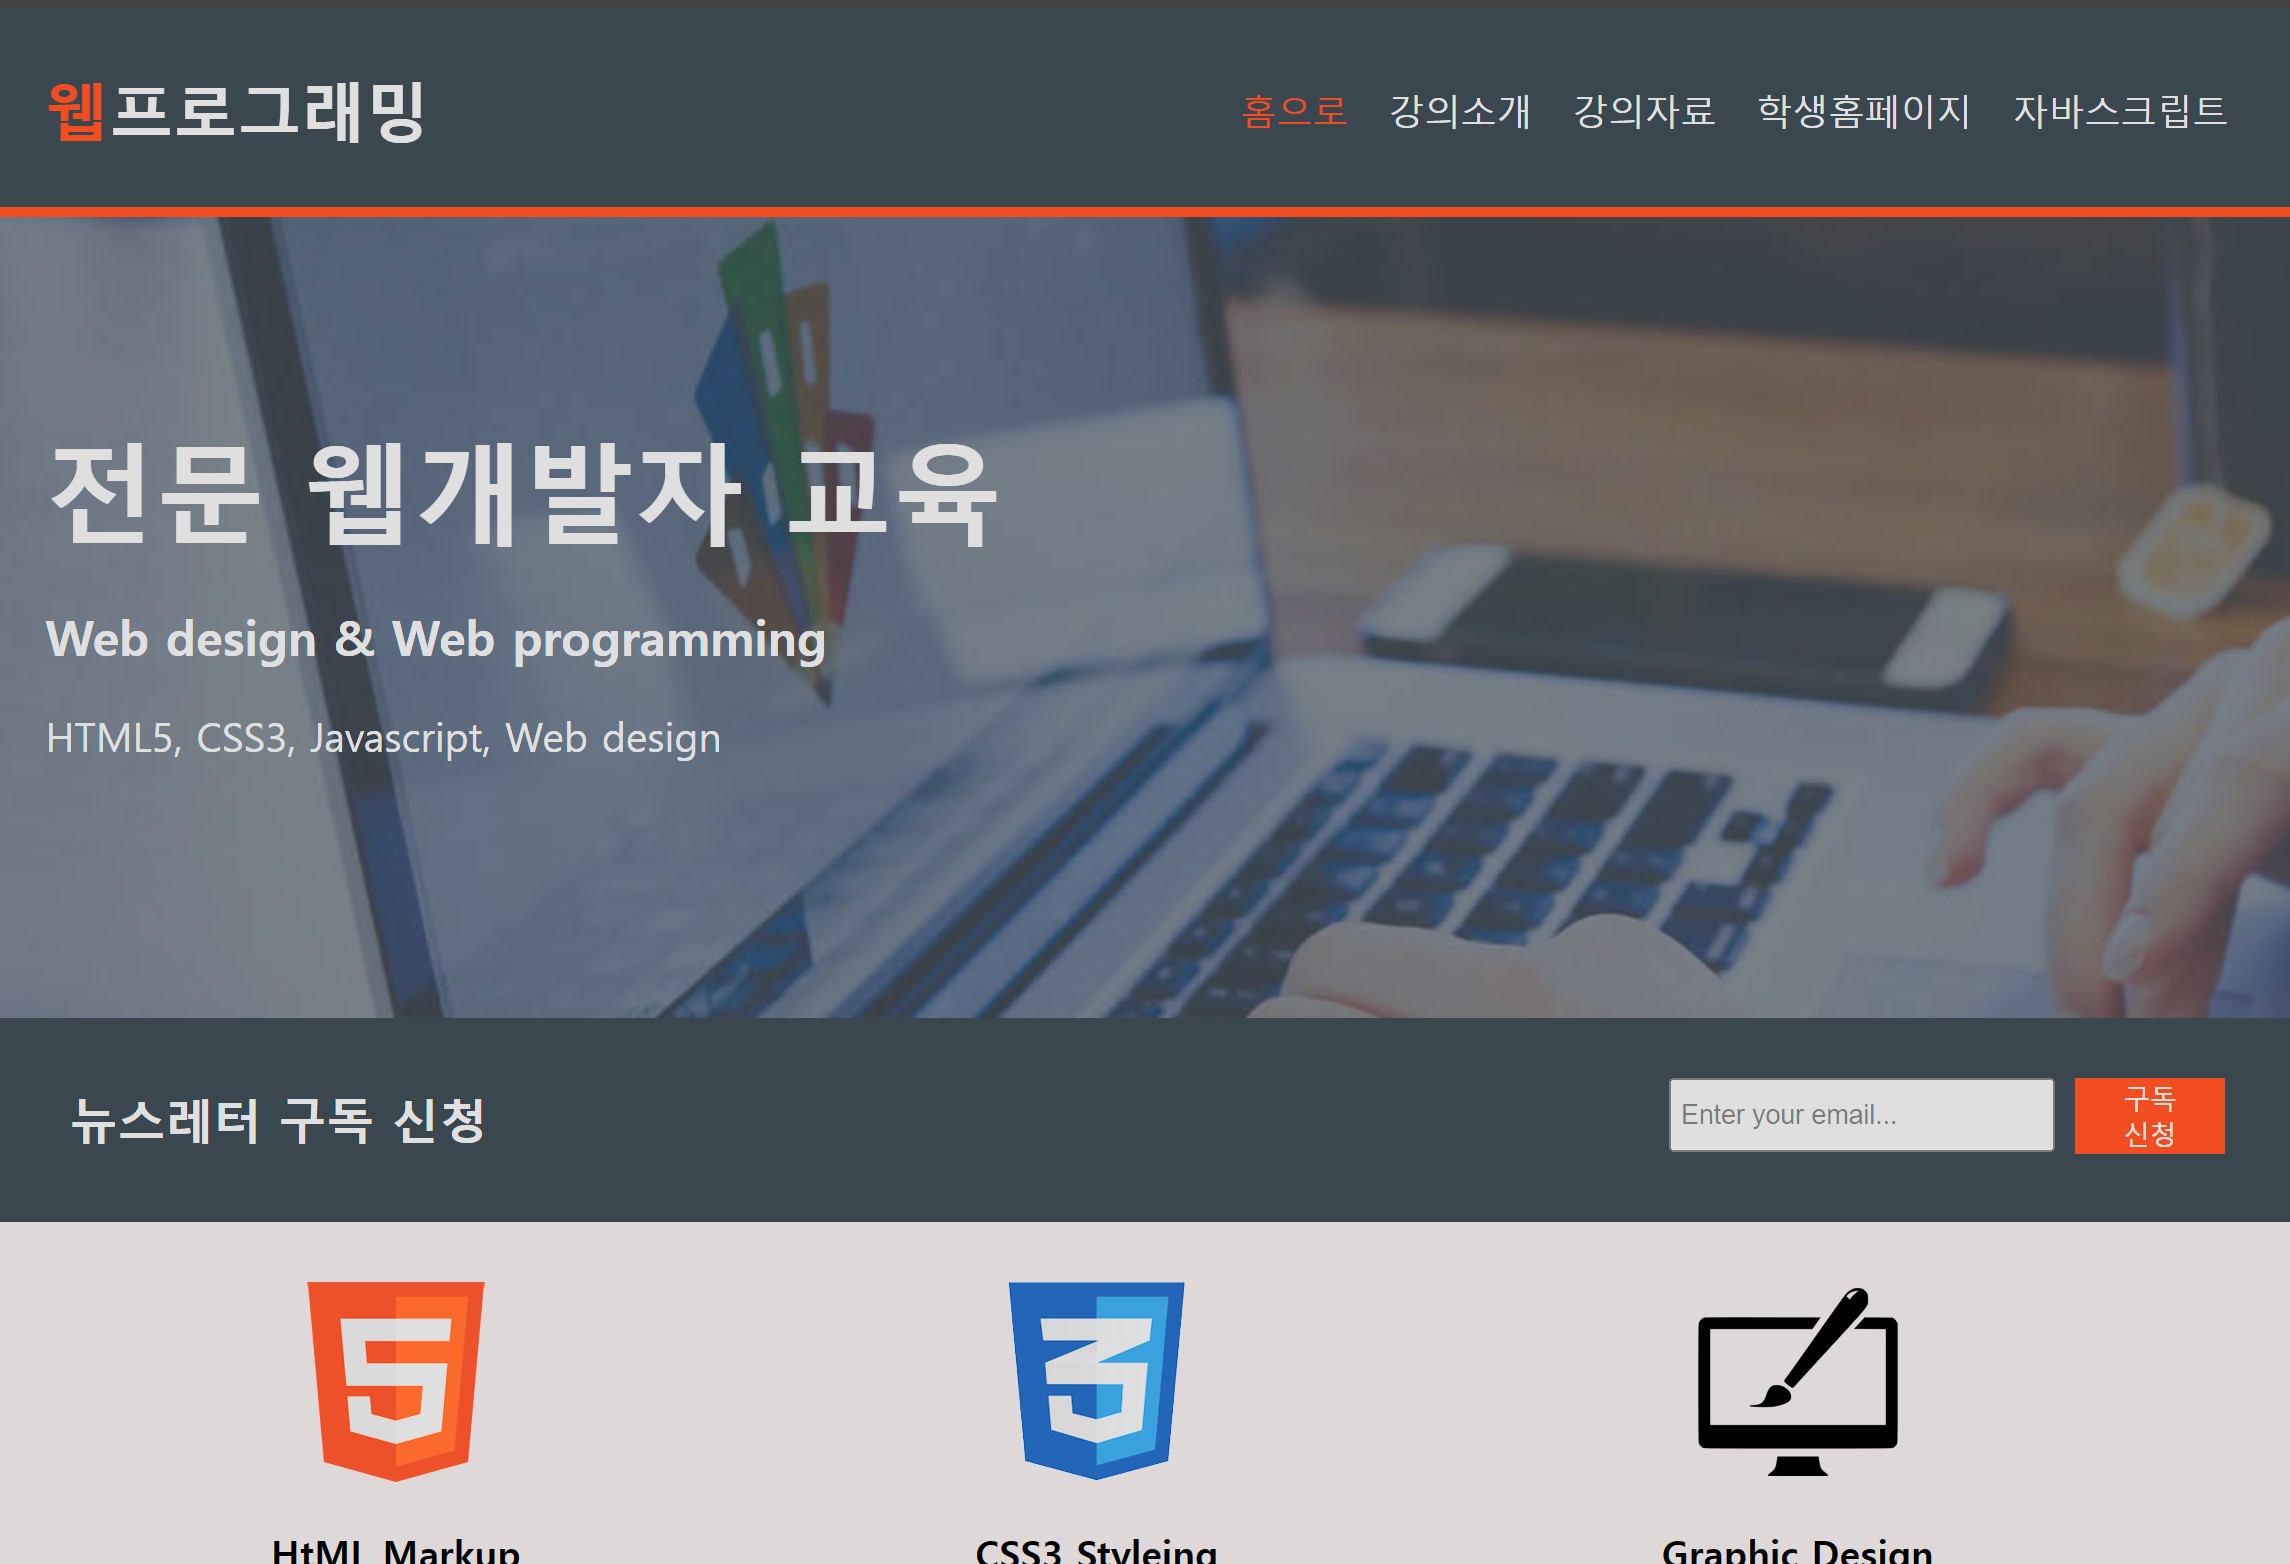 웹프로그래밍
홈으로 강의소개 강의자료 학생홈페이지 자바스크립트
전문 웹개발자 교육
Web design & Web programming
HTML5, CSS3, Javascript, Web design
뉴스레터 구독 신청
Enter your email...
구독
신청
HtML Markup
CSS3 Styleing
Graphic Design